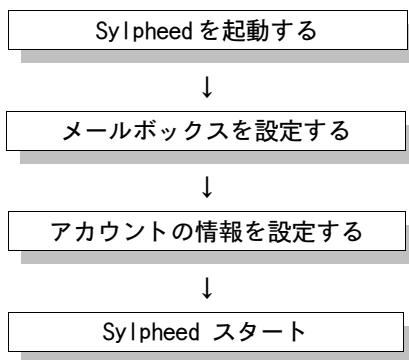 Sylpheedを起動する
↓
メールボックスを設定する
↓
アカウントの情報を設定する
↓
Sylpheed スタート